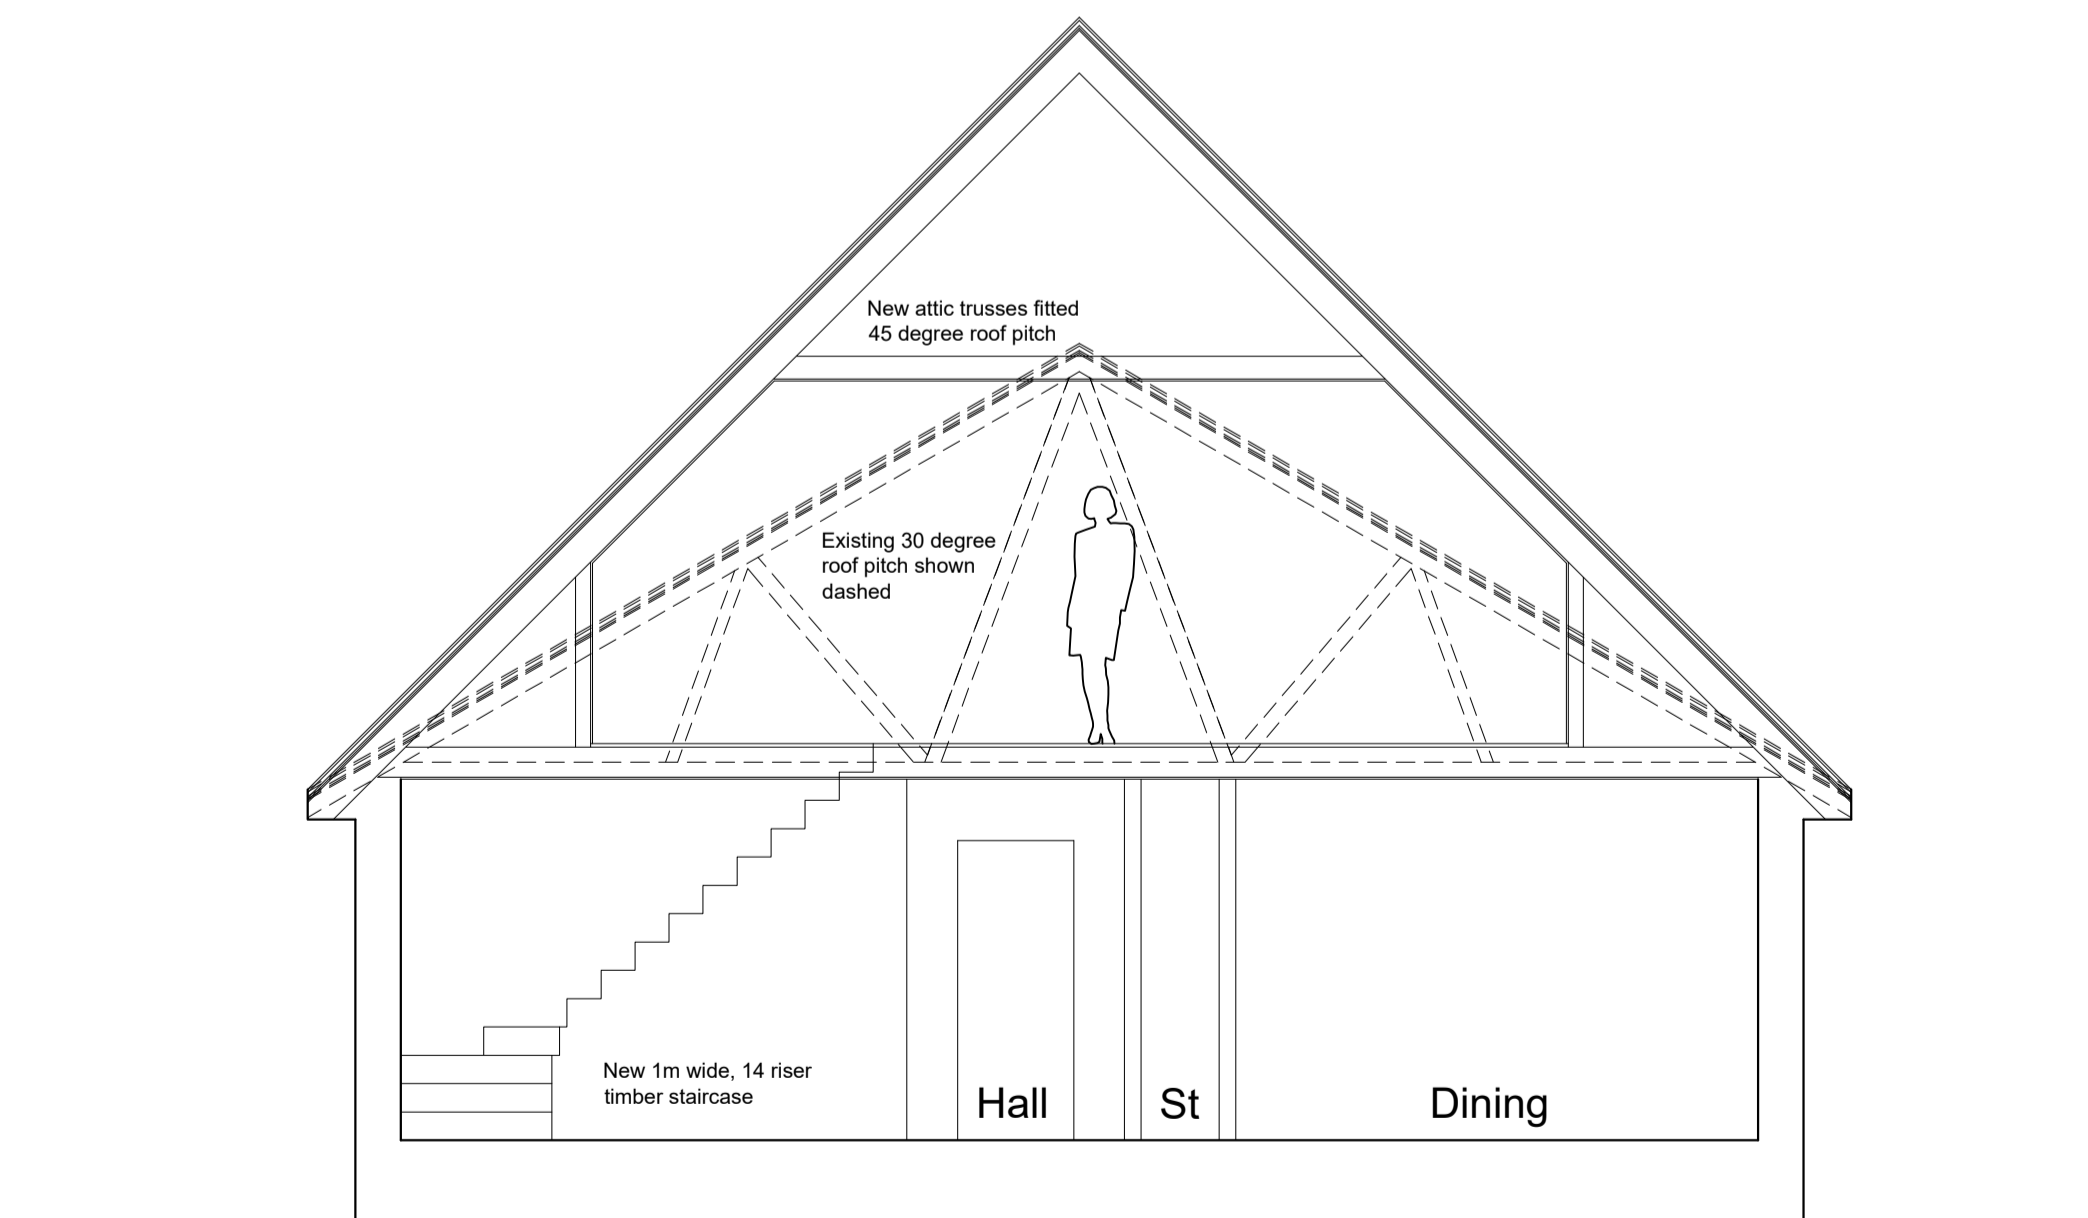 New attic trusses fitted
45 degree roof pitch
Existing 30 degree
roof pitch shown
dashed
New 1m wide, 14 riser
timber staircase
Hall
St
Dining